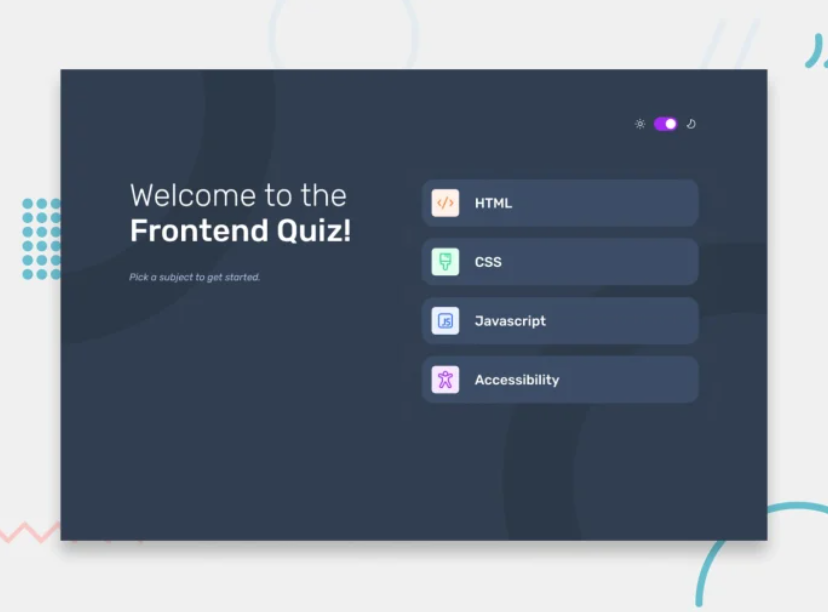 Welcome to the
Frontend Quiz!
Pick a subject to get started.
</> HTML
CSS
JS Javascript
Accessibility